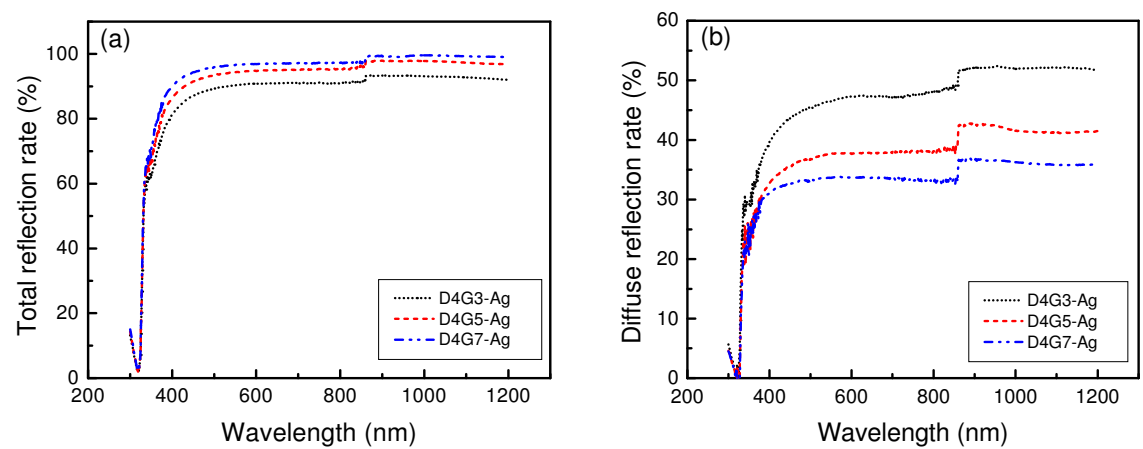 (a)
Total reflection rate (%)
100
80
60
40
20
0
200
400
600
800
1000
1200
Wavelength (nm)
D4G3-Ag
D4G5-Ag
D4G7-Ag
(b)
Diffuse reflection rate (%)
60
50
40
30
20
10
5
0
200
400
600
800
1000
1200
Wavelength (nm)
D4G3-Ag
D4G5-Ag
D4G7-Ag